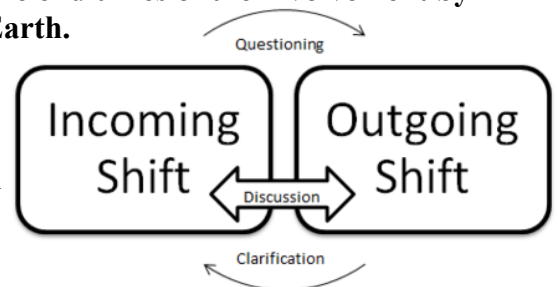 Earth.
Questioning
Incoming Shift
Outgoing Shift
Discussion
Clarification